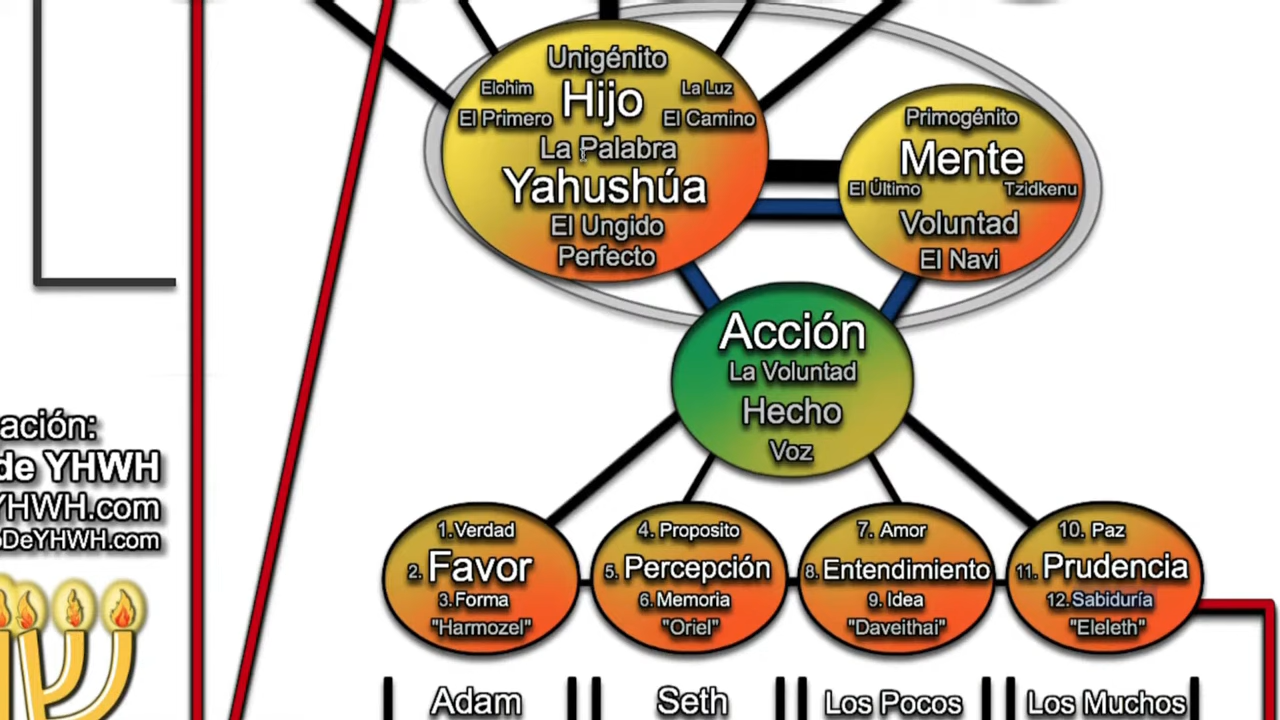 Unigénito
Elohim
Hijo
La Luz
El Primero
El Camino
La Palabra
Yahushúa
El Ungido
Perfecto
Primogénito
Mente
El Último
Tzidkenu
Voluntad
El Navi
Acción
La Voluntad
Hecho
Voz
ación:
de YHWH
YHWH.com
DeYHWH.com
1.Verdad
2. Favor
3.Forma
"Harmozel"
4. Proposito
5. Percepción
6. Memoria
"Oriel"
7. Amor
8. Entendimiento
9. Idea
"Daveithai"
10. Paz
11. Prudencia
12. Sabiduría
"Eleleth"
Adam
Seth
Los Pocos
Los Muchos